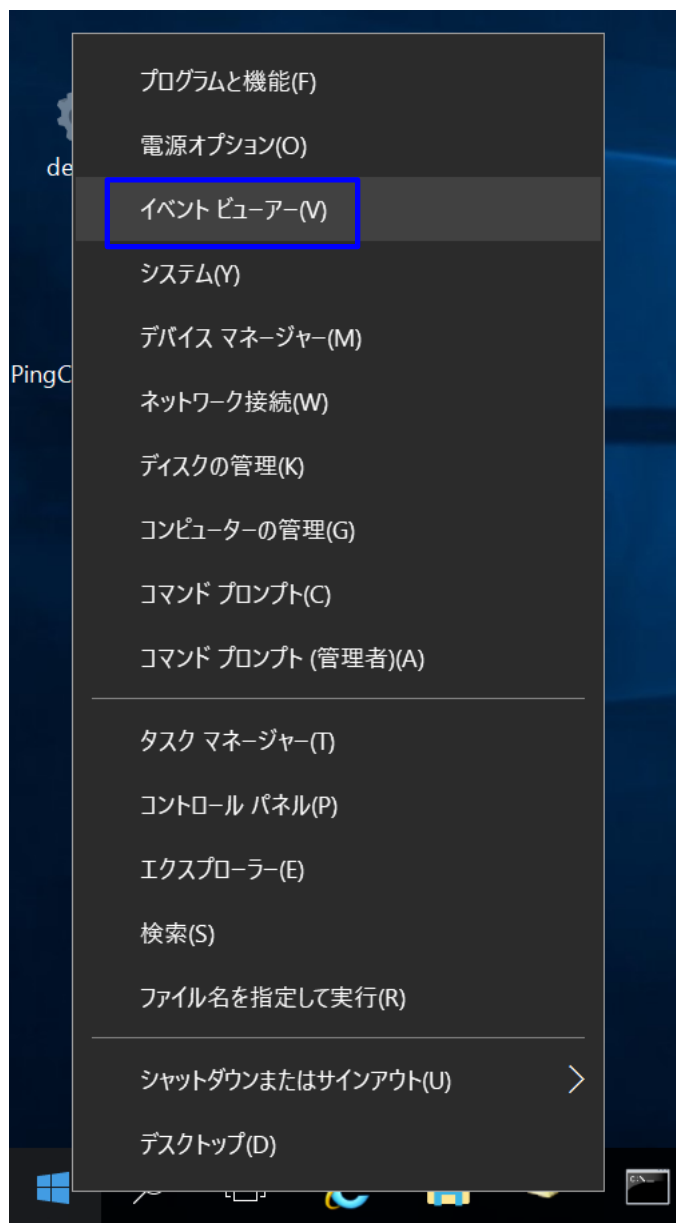 プログラムと機能(F)
電源オプション(O)
de
イベント ビューアー(V)
システム(Y)
デバイス マネージャー(M)
PingC
ネットワーク接続(W)
ディスクの管理(K)
コンピューターの管理(G)
コマンド プロンプト(C)
コマンド プロンプト (管理者)(A)
タスク マネージャー(T)
コントロール パネル(P)
エクスプローラー(E)
検索(S)
ファイル名を指定して実行(R)
シャットダウンまたはサインアウト(U)
デスクトップ(D)